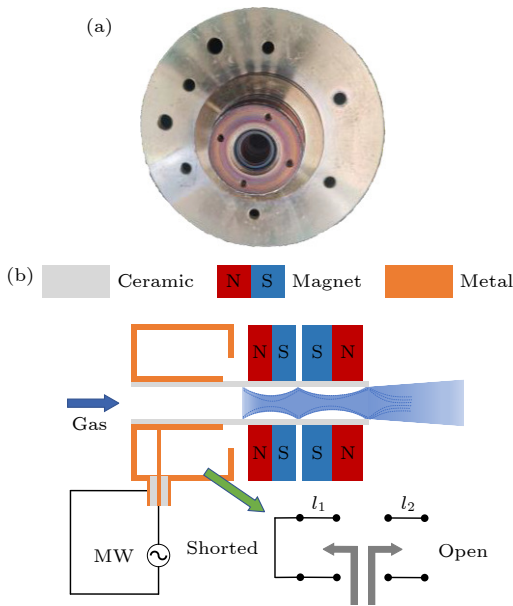 (a)
(b)
N S
Ceramic
Magnet
Metal
N S S N
Gas
N S S N
l1 l2
MW
Shorted
Open